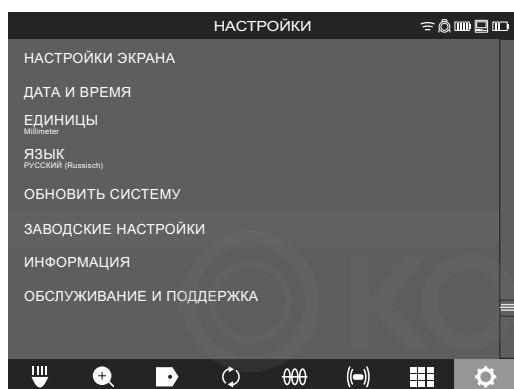 НАСТРОЙКИ
НАСТРОЙКИ ЭКРАНА
ДАТА И ВРЕМЯ
ЕДИНИЦЫ
Millimeter
ЯЗЫК
РУССКИЙ (Russisch)
ОБНОВИТЬ СИСТЕМУ
ЗАВОДСКИЕ НАСТРОЙКИ
ИНФОРМАЦИЯ
ОБСЛУЖИВАНИЕ И ПОДДЕРЖКА